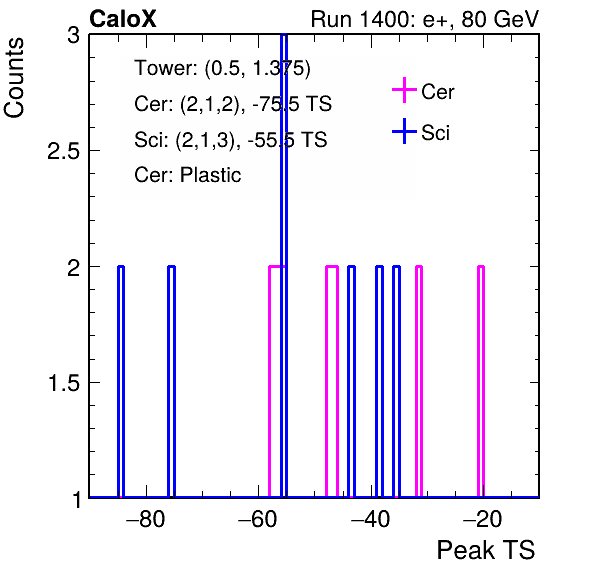 CaloX Run 1400: e+, 80 GeV
Counts
3
2.5
2
1.5
1
Tower: (0.5, 1.375)
Cer: (2,1,2), -75.5 TS
Sci: (2,1,3), -55.5 TS
Cer: Plastic
Cer
Sci
−80 −60 −40 −20
Peak TS